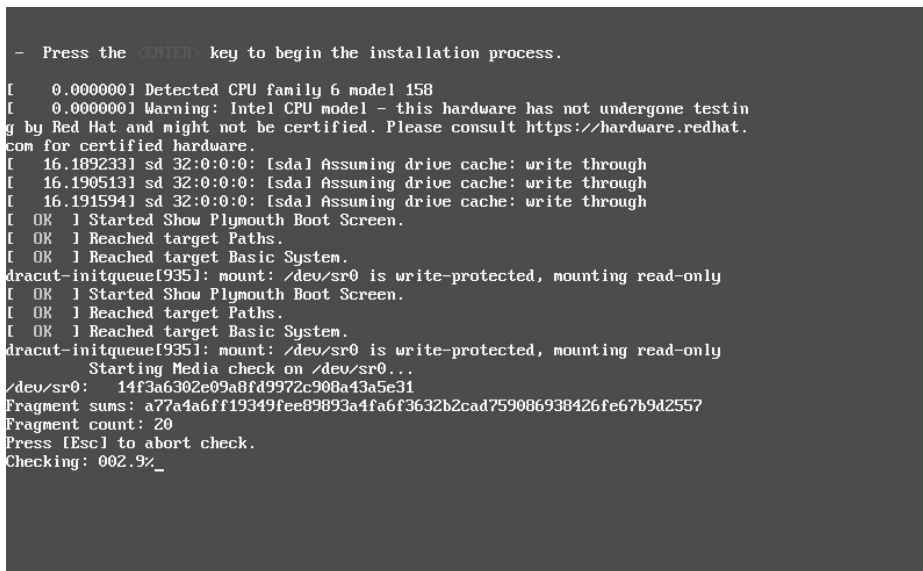 - Press the <ENTER> key to begin the installation process.
[    0.000000] Detected CPU family 6 model 158
[    0.000000] Warning: Intel CPU model - this hardware has not undergone testin
g by Red Hat and might not be certified. Please consult https://hardware.redhat.
com for certified hardware.
[   16.189233] sd 32:0:0:0: [sda] Assuming drive cache: write through
[   16.190513] sd 32:0:0:0: [sda] Assuming drive cache: write through
[   16.191594] sd 32:0:0:0: [sda] Assuming drive cache: write through
[  OK  ] Started Show Plymouth Boot Screen.
[  OK  ] Reached target Paths.
[  OK  ] Reached target Basic System.
dracut-initqueue[935]: mount: /dev/sr0 is write-protected, mounting read-only
[  OK  ] Started Show Plymouth Boot Screen.
[  OK  ] Reached target Paths.
[  OK  ] Reached target Basic System.
dracut-initqueue[935]: mount: /dev/sr0 is write-protected, mounting read-only
         Starting Media check on /dev/sr0...
/dev/sr0:   14f3a6302e09a8fd9972c908a43a5e31
Fragment sums: a77a4a6ff19349fee89893a4fa6f3632b2cad759086938426fe67b9d2557
Fragment count: 20
Press [Esc] to abort check.
Checking: 002.9%_